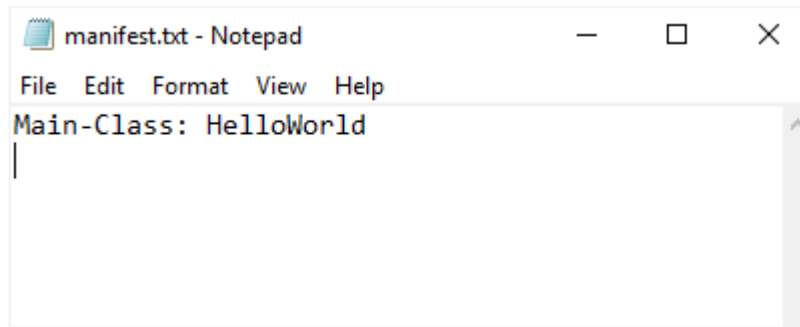 manifest.txt - Notepad
File Edit Format View Help
Main-Class: HelloWorld